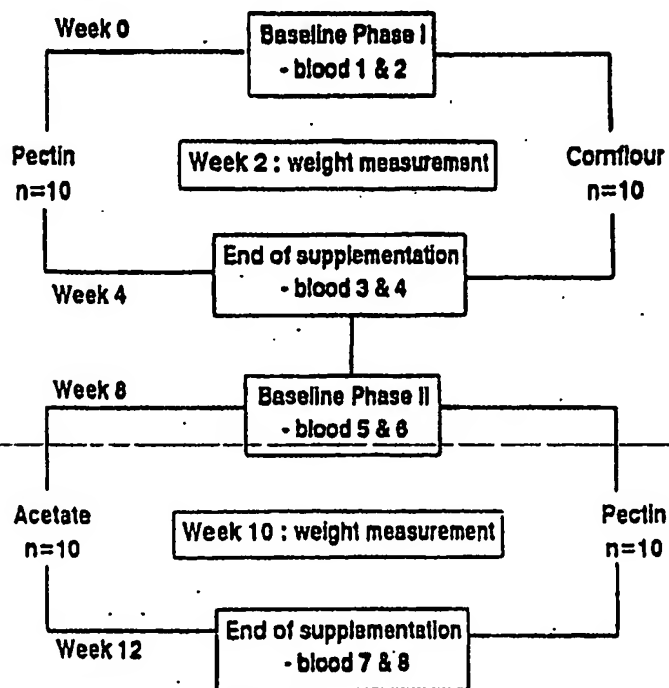 Week 0
Baseline Phase I
- blood 1 & 2
Pectin
n=10
Week 2 : weight measurement
Cornflour
n=10
End of supplementation
- blood 3 & 4
Week 4
Week 8
Baseline Phase II
- blood 5 & 6
Acetate
n=10
Week 10 : weight measurement
Pectin
n=10
Week 12
End of supplementation
- blood 7 & 8